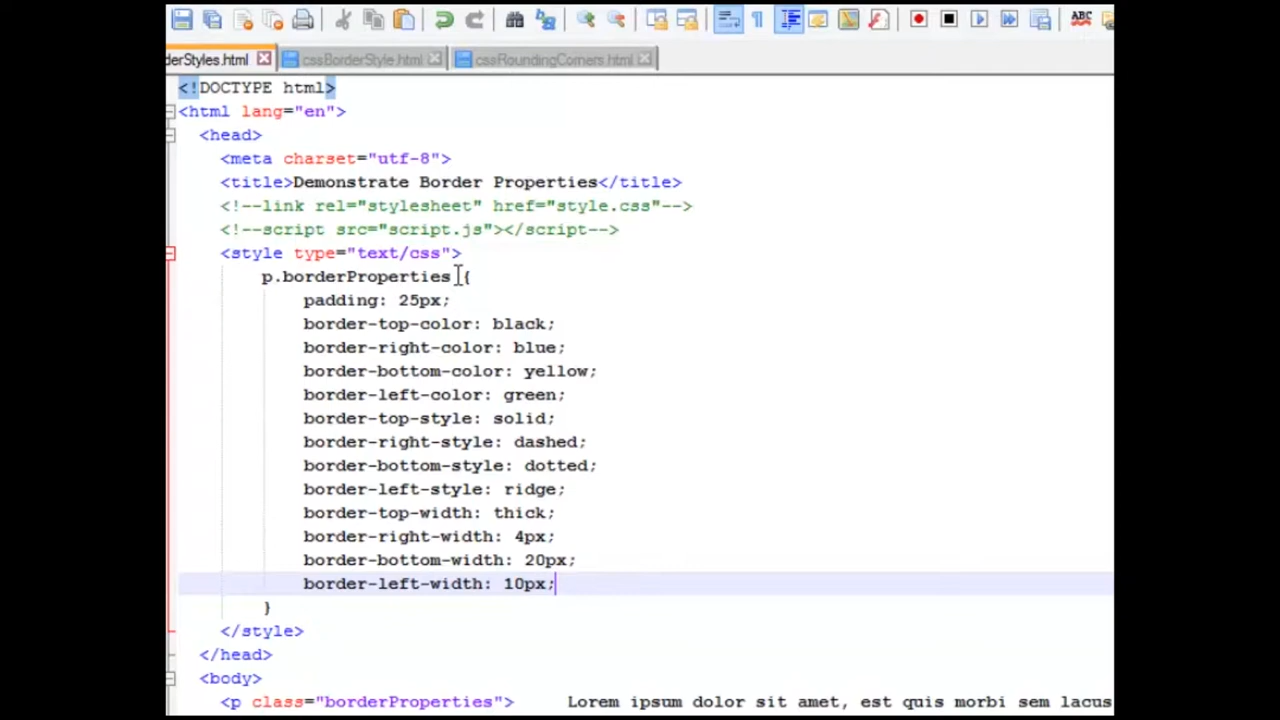 ABC
derStyles.html cssBorderStyle.html cssRoundingCorners.html
<!DOCTYPE html>
<html lang="en">
<head>
<meta charset="utf-8">
<title>Demonstrate Border Properties</title>
<!--link rel="stylesheet" href="style.css"-->
<!--script src="script.js"></script-->
<style type="text/css">
p.borderProperties {
padding: 25px;
border-top-color: black;
border-right-color: blue;
border-bottom-color: yellow;
border-left-color: green;
border-top-style: solid;
border-right-style: dashed;
border-bottom-style: dotted;
border-left-style: ridge;
border-top-width: thick;
border-right-width: 4px;
border-bottom-width: 20px;
border-left-width: 10px;
}
</style>
</head>
<body>
<p class="borderProperties"> Lorem ipsum dolor sit amet, est quis morbi sem lacus